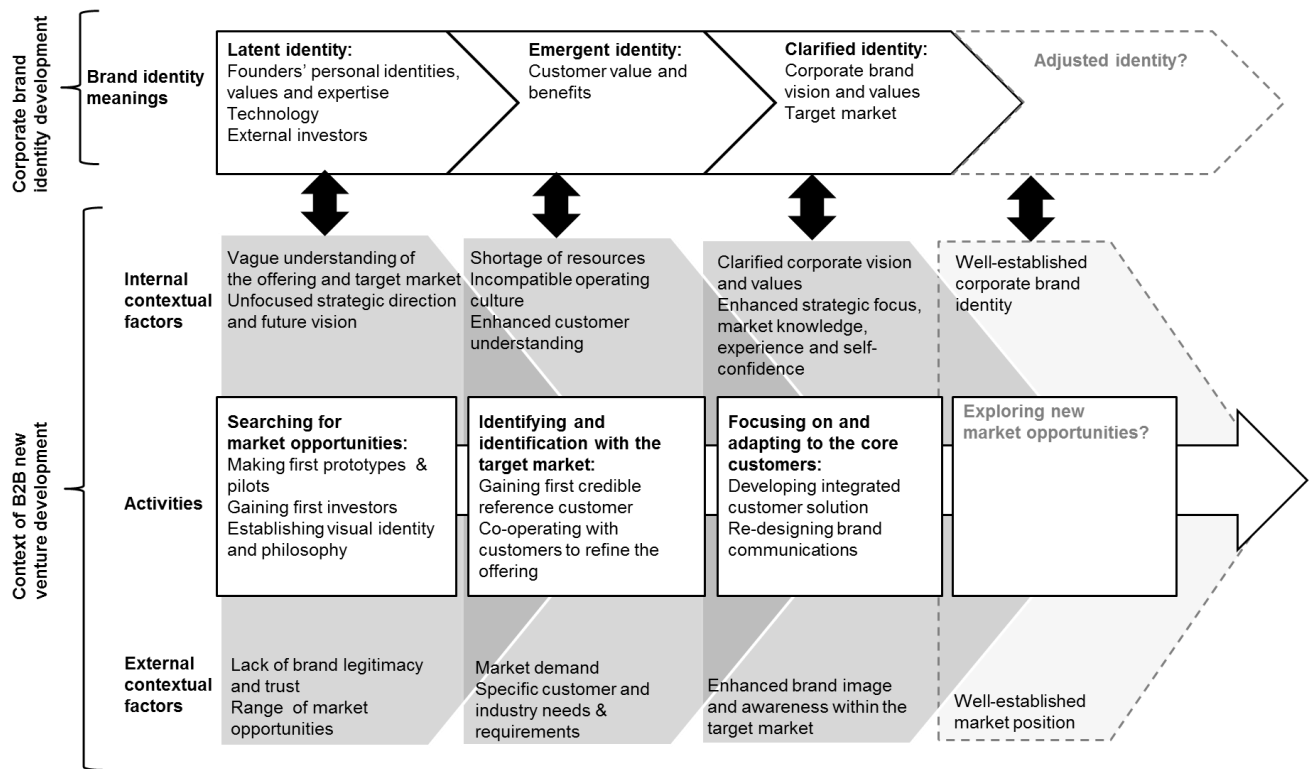 Corporate brand
identity development
Brand identity
meanings
Latent identity:
Founders' personal identities,
values and expertise
Technology
External investors
Emergent identity:
Customer value and
benefits
Clarified identity:
Corporate brand
vision and values
Target market
Adjusted identity?
Context of B2B new
venture development
Internal
contextual
factors
Vague understanding of
the offering and target market
Unfocused strategic direction
and future vision
Shortage of resources
Incompatible operating
culture
Enhanced customer
understanding
Clarified corporate vision
and values
Enhanced strategic focus,
market knowledge,
experience and self-
confidence
Well-established
corporate brand
identity
Activities
Searching for
market opportunities:
Making first prototypes &
pilots
Gaining first investors
Establishing visual identity
and philosophy
Identifying and
identification with the
target market:
Gaining first credible
reference customer
Co-operating with
customers to refine the
offering
Focusing on and
adapting to the core
customers:
Developing integrated
customer solution
Re-designing brand
communications
Exploring new
market opportunities?
External
contextual
factors
Lack of brand legitimacy
and trust
Range of market
opportunities
Market demand
Specific customer and
industry needs &
requirements
Enhanced brand image
and awareness within the
target market
Well-established
market position